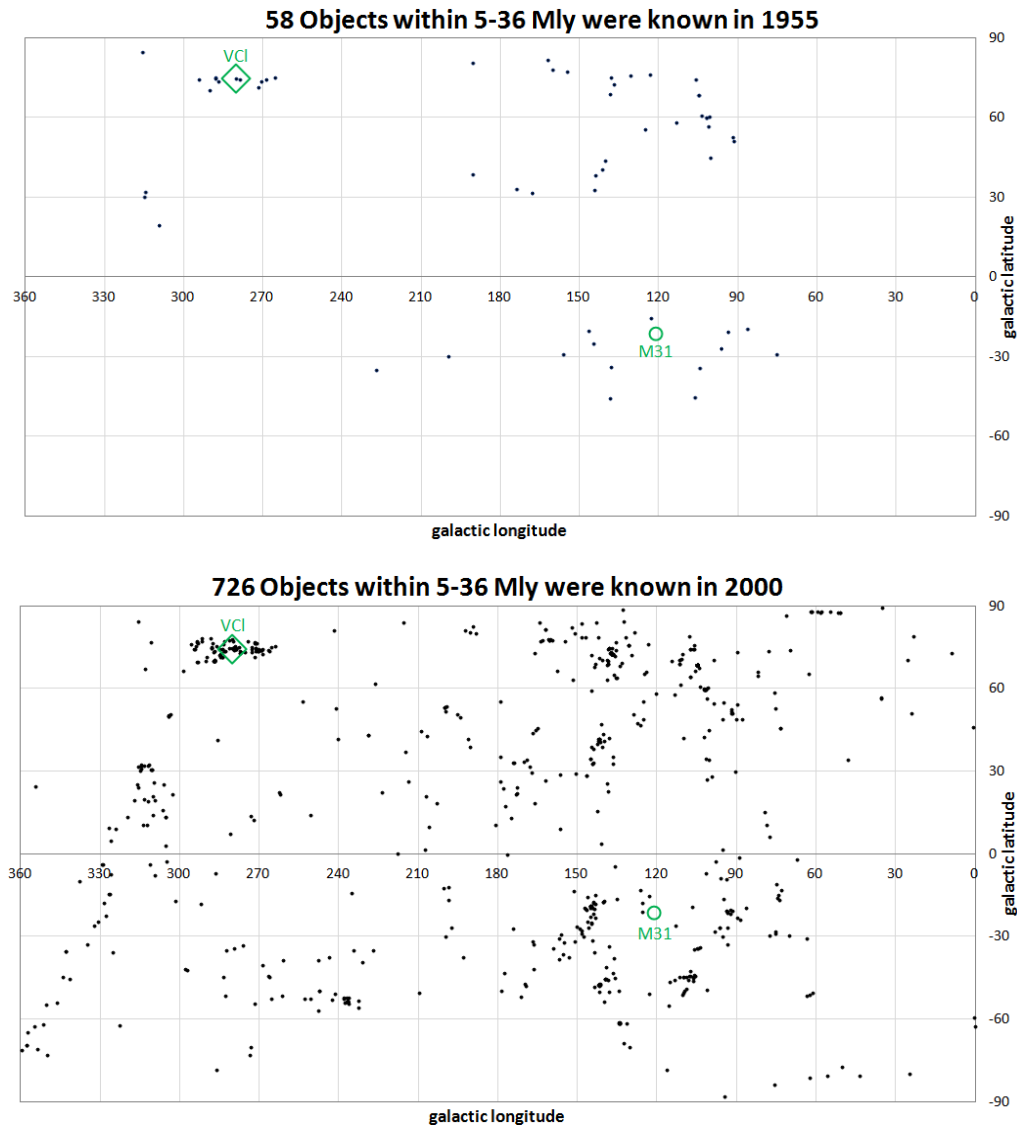 58 Objects within 5-36 Mly were known in 1955
90
VCl
60
30
0
360 330 300 270 240 210 180 150 120 90 60 30 0
galactic latitude
M31
-30
-60
-90
galactic longitude
726 Objects within 5-36 Mly were known in 2000
90
VCl
60
30
0
360 330 300 270 240 210 180 150 120 90 60 30 0
galactic latitude
M31
-30
-60
-90
galactic longitude